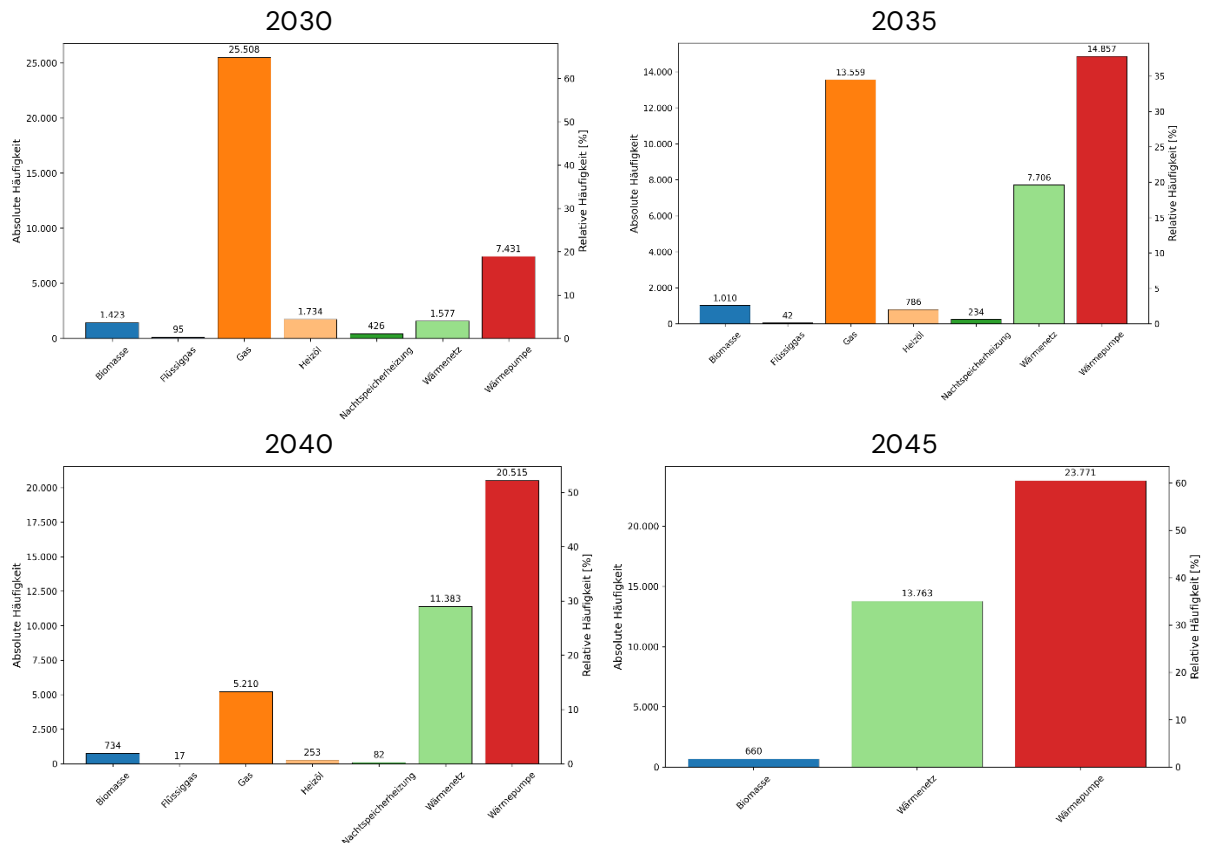 2030
25.508
25.000
20.000
15.000
10.000
5.000
0
Absolute Häufigkeit
1.423
95
1.734
426
1.577
7.431
60
50
40
30
20
10
0
Relative Häufigkeit [%]
Biomasse
Flüssiggas
Gas
Heizöl
Nachtspeicherheizung
Wärmenetz
Wärmepumpe
2035
14.857
13.559
14.000
12.000
10.000
8.000
6.000
4.000
2.000
0
Absolute Häufigkeit
1.010
42
786
234
7.706
35
30
25
20
15
10
5
0
Relative Häufigkeit [%]
Biomasse
Flüssiggas
Gas
Heizöl
Nachtspeicherheizung
Wärmenetz
Wärmepumpe
2040
20.515
20.000
17.500
15.000
12.500
10.000
7.500
5.000
2.500
0
Absolute Häufigkeit
734
17
5.210
253
82
11.383
50
40
30
20
10
0
Relative Häufigkeit [%]
Biomasse
Flüssiggas
Gas
Heizöl
Nachtspeicherheizung
Wärmenetz
Wärmepumpe
2045
23.771
20.000
15.000
10.000
5.000
0
Absolute Häufigkeit
660
13.763
60
50
40
30
20
10
0
Relative Häufigkeit [%]
Biomasse
Wärmenetz
Wärmepumpe